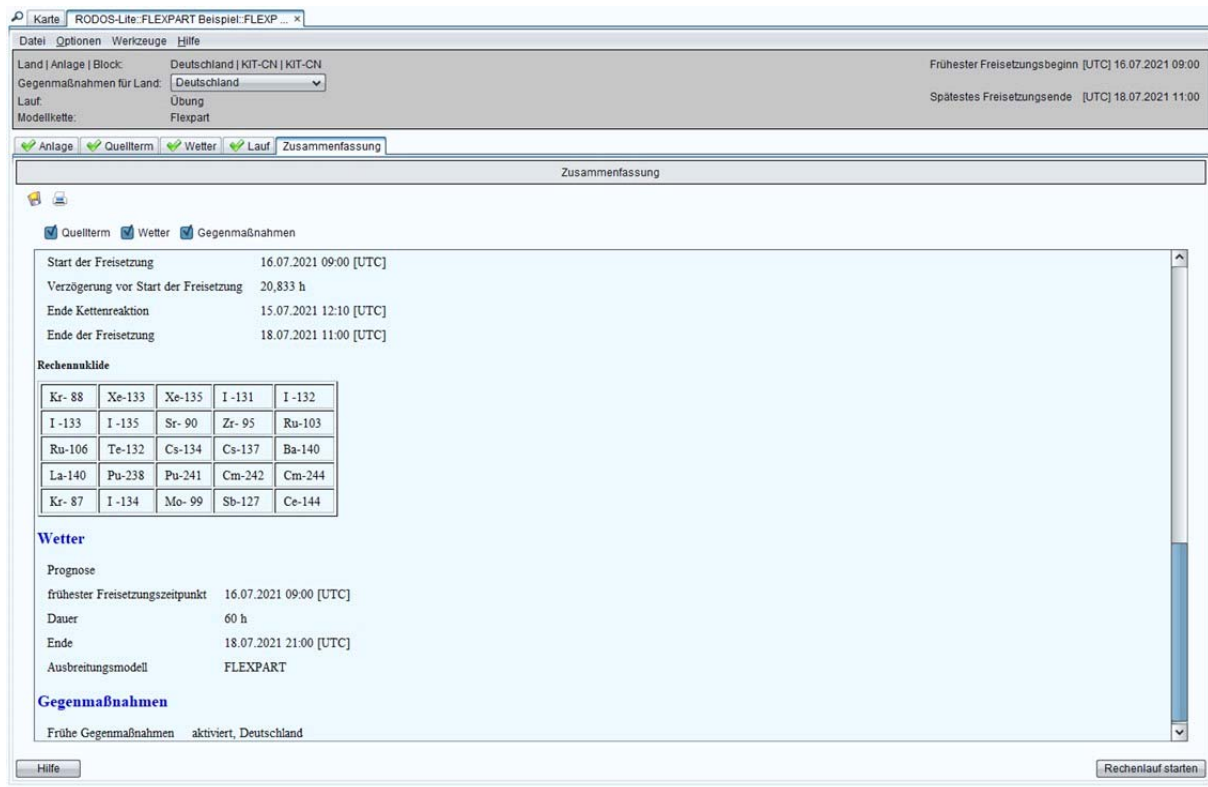 Karte RODOS-Lite::FLEXPART Beispiel::FLEXP ... ×
Datei Optionen Werkzeuge Hilfe
Land | Anlage | Block: Deutschland | KIT-CN | KIT-CN Frühester Freisetzungsbeginn [UTC] 16.07.2021 09:00
Gegenmaßnahmen für Land: Deutschland
Lauf: Übung Spätestes Freisetzungsende [UTC] 18.07.2021 11:00
Modellkette: Flexpart
Anlage Quellterm Wetter Lauf Zusammenfassung
Zusammenfassung
Quellterm Wetter Gegenmaßnahmen
Start der Freisetzung 16.07.2021 09:00 [UTC]
Verzögerung vor Start der Freisetzung 20,833 h
Ende Kettenreaktion 15.07.2021 12:10 [UTC]
Ende der Freisetzung 18.07.2021 11:00 [UTC]
Rechennuklide
Kr- 88 Xe-133 Xe-135 I -131 I -132
I -133 I -135 Sr- 90 Zr- 95 Ru-103
Ru-106 Te-132 Cs-134 Cs-137 Ba-140
La-140 Pu-238 Pu-241 Cm-242 Cm-244
Kr- 87 I -134 Mo- 99 Sb-127 Ce-144
Wetter
Prognose
frühester Freisetzungszeitpunkt 16.07.2021 09:00 [UTC]
Dauer 60 h
Ende 18.07.2021 21:00 [UTC]
Ausbreitungsmodell FLEXPART
Gegenmaßnahmen
Frühe Gegenmaßnahmen aktiviert, Deutschland
Hilfe Rechenlauf starten